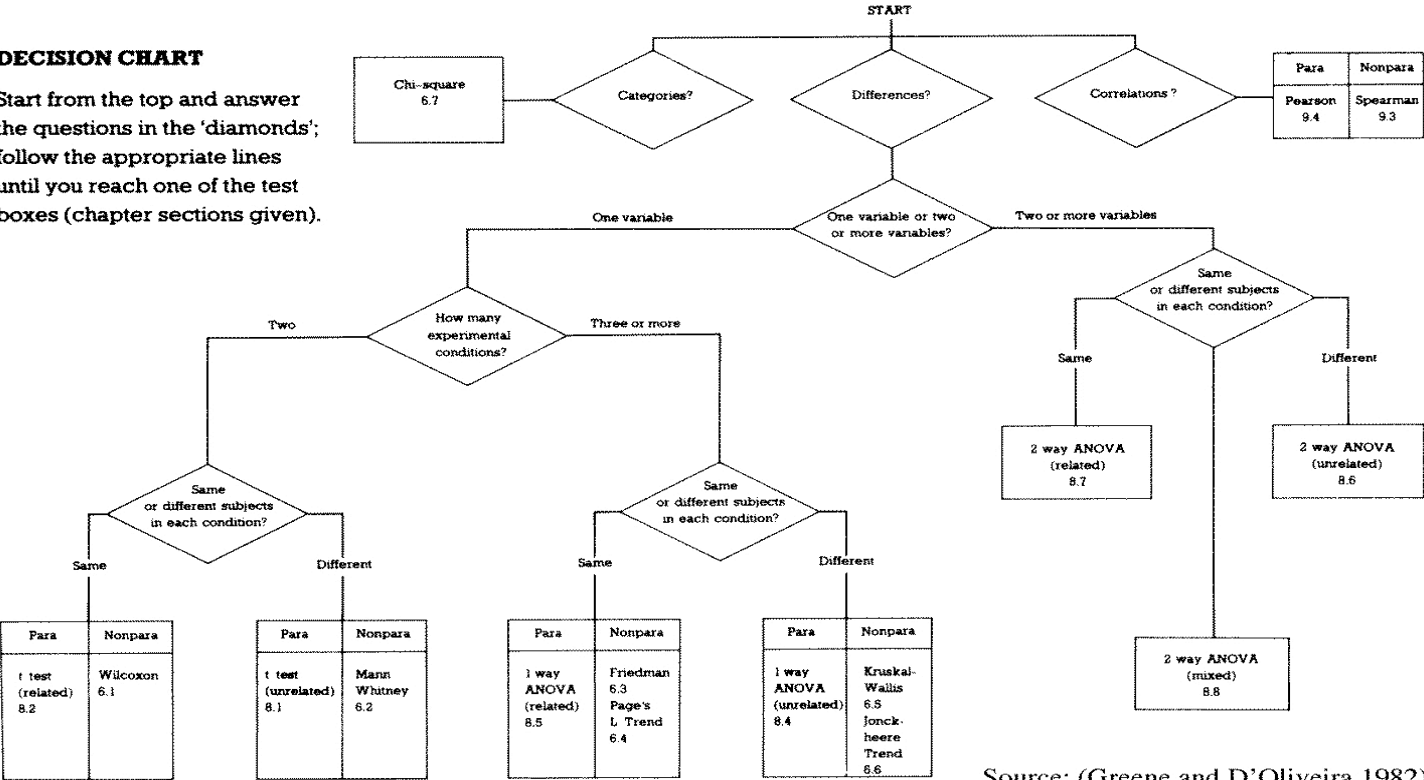 START
DECISION CHART
Start from the top and answer
the questions in the 'diamonds';
follow the appropriate lines
until you reach one of the test
boxes (chapter sections given).
Chi-square
6.7
Categories?
Differences?
Correlations?
Para Nonpara
Pearson Spearman
9.4 9.3
One variable
One variable or two
or more variables?
Two or more variables
Same
or different subjects
in each condition?
Two
How many
experimental
conditions?
Three or more
Same
Different
2 way ANOVA
(related)
8.7
2 way ANOVA
(unrelated)
8.6
Same
or different subjects
in each condition?
Same
or different subjects
in each condition?
Same
Different
Same
Different
Para Nonpara
t test
(related)
8.2
Wilcoxon
6.1
Para Nonpara
t test
(unrelated)
8.1
Mann
Whitney
6.2
Para Nonpara
1 way
ANOVA
(related)
8.5
Friedman
6.3
Page's
L Trend
6.4
Para Nonpara
1 way
ANOVA
(unrelated)
8.4
Kruskal-
Wallis
6.5
Jonck-
heere
Trend
6.6
2 way ANOVA
(mixed)
8.8
Source: (Greene and D'Oliveira 1982)